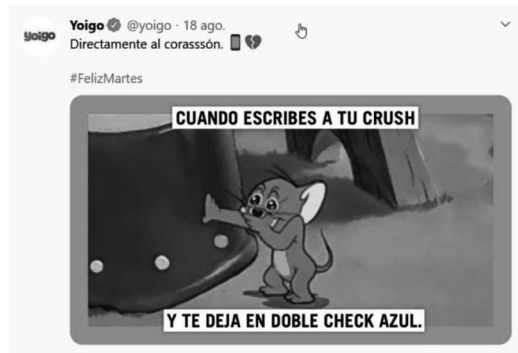 yoigo
Yoigo @yoigo · 18 ago.
Directamente al corasssón. 📱💔
#FelizMartes
CUANDO ESCRIBES A TU CRUSH
Y TE DEJA EN DOBLE CHECK AZUL.